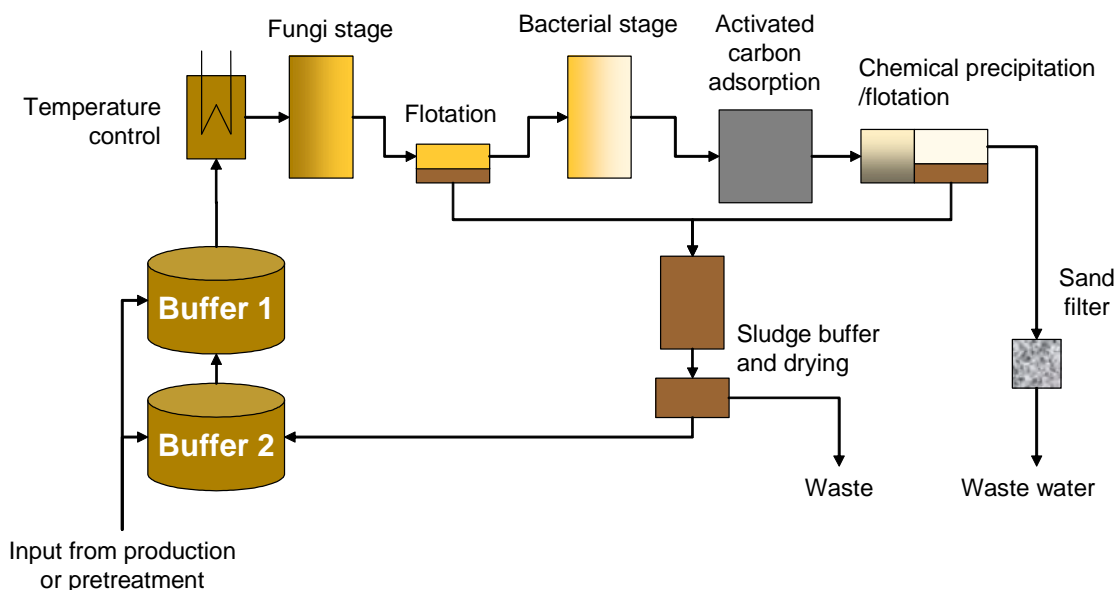 Fungi stage
Bacterial stage
Activated
carbon
adsorption
Chemical precipitation
/flotation
Temperature
control
Flotation
Buffer 1
Sand
filter
Sludge buffer
and drying
Buffer 2
Waste
Waste water
Input from production
or pretreatment